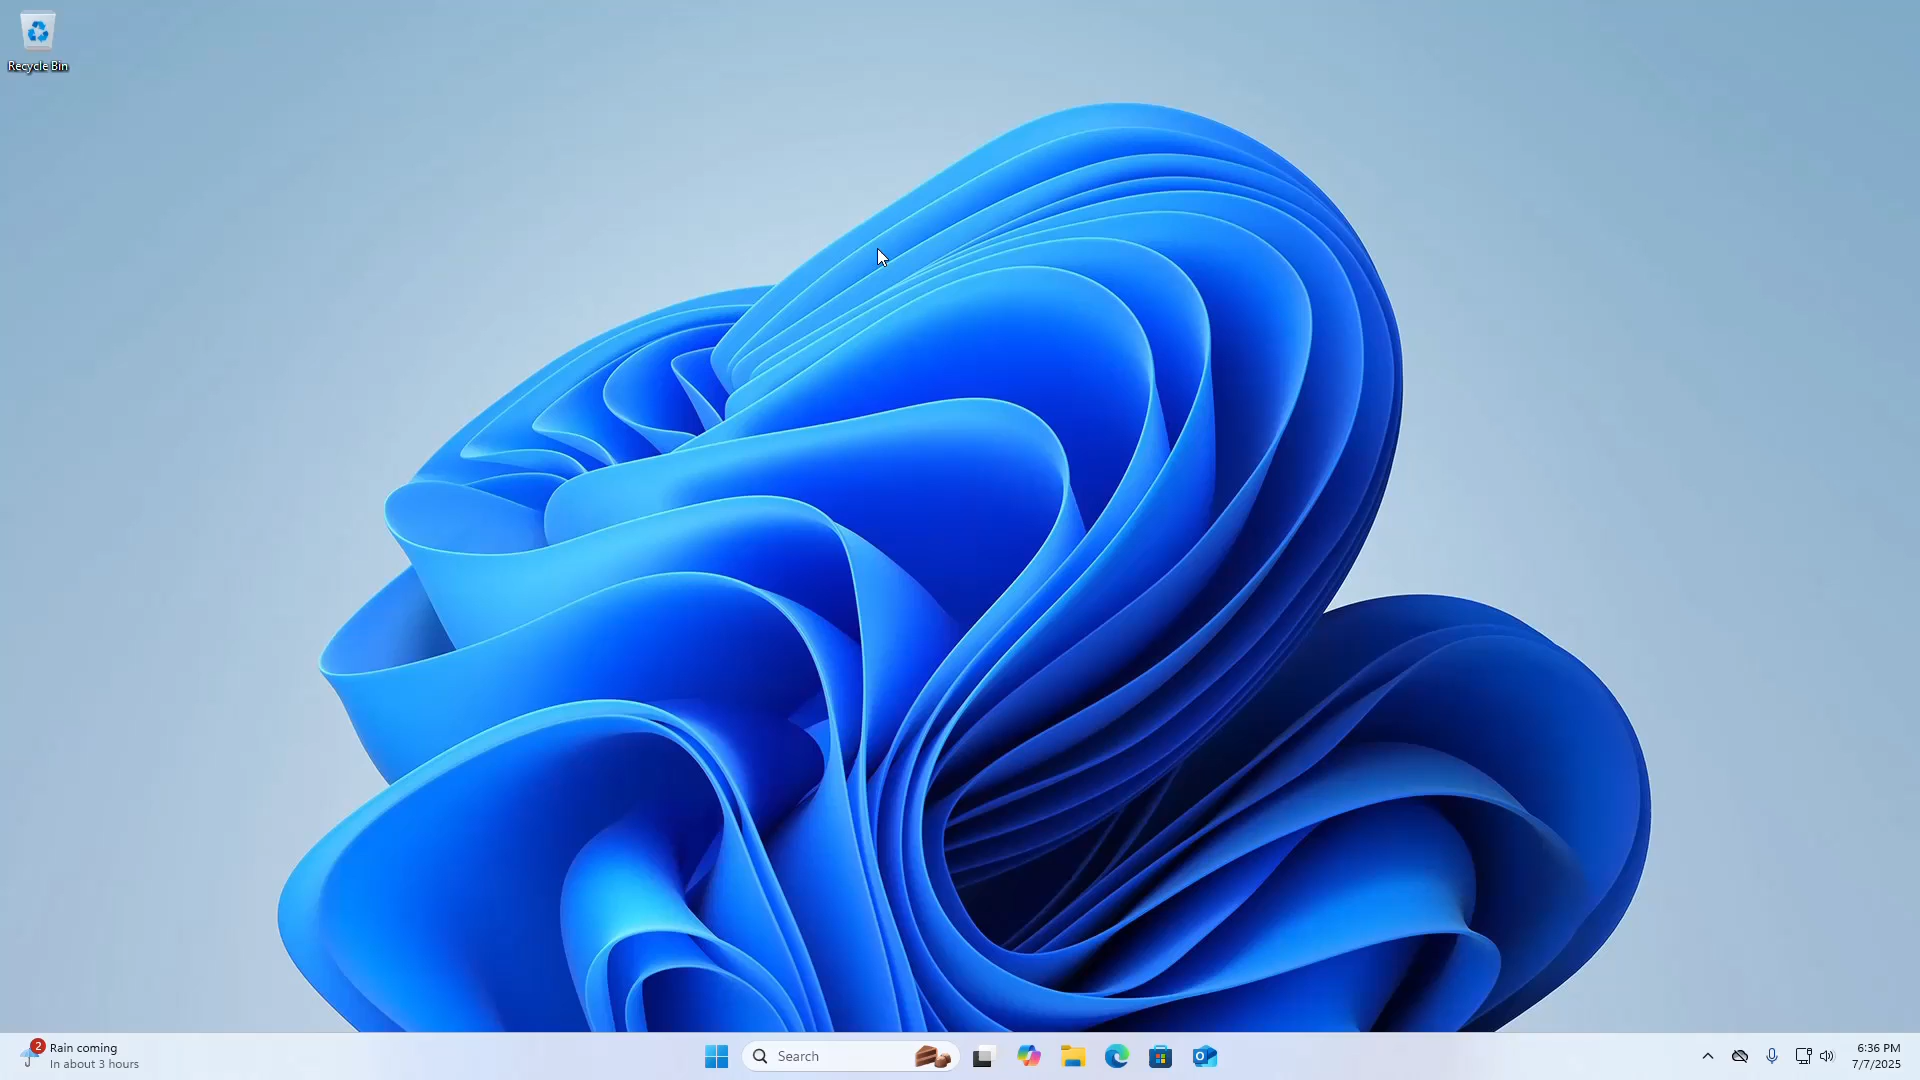 Recycle Bin
2
Rain coming
In about 3 hours
Search
6:36 PM
7/7/2025